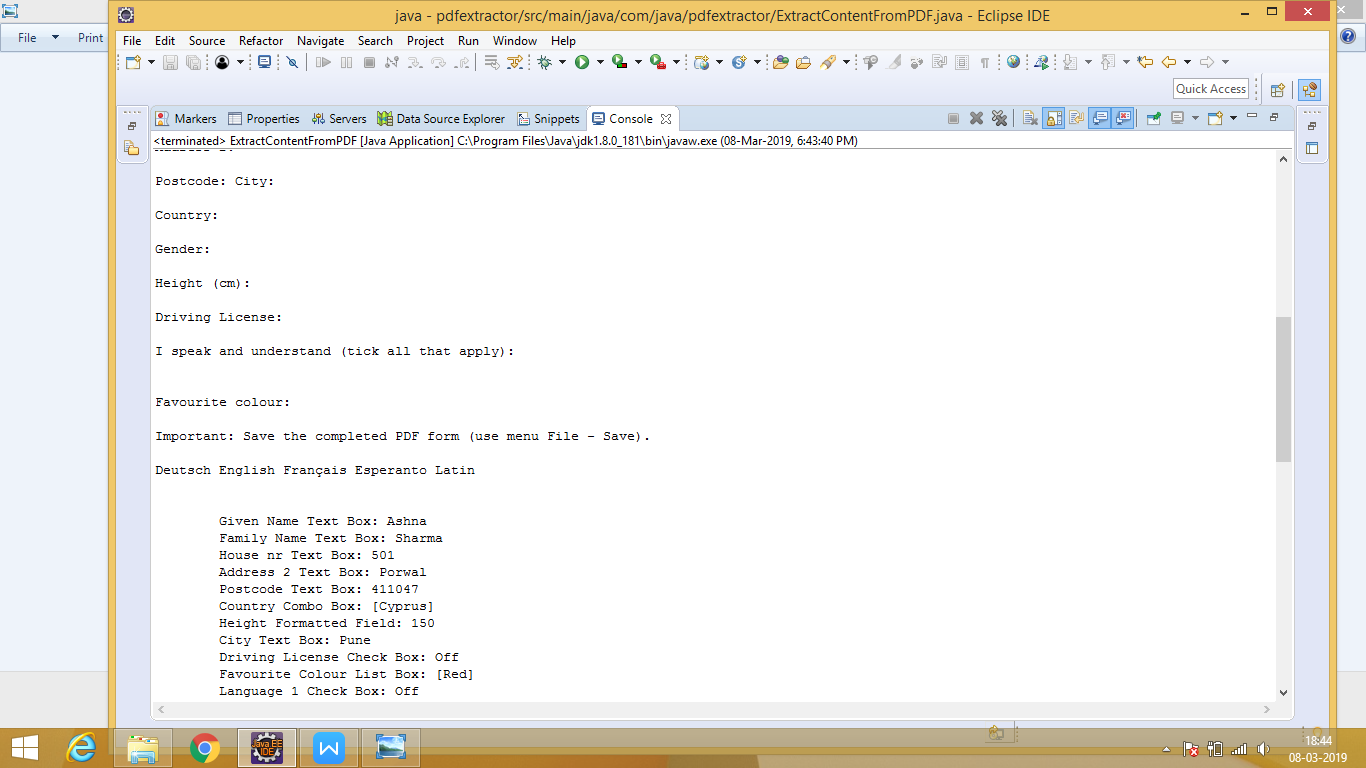 java - pdfextractor/src/main/java/com/java/pdfextractor/ExtractContentFromPDF.java - Eclipse IDE
File Print
File Edit Source Refactor Navigate Search Project Run Window Help
Quick Access
Markers Properties Servers Data Source Explorer Snippets Console
<terminated> ExtractContentFromPDF [Java Application] C:\Program Files\Java\jdk1.8.0_181\bin\javaw.exe (08-Mar-2019, 6:43:40 PM)
Postcode: City:
Country:
Gender:
Height (cm):
Driving License:
I speak and understand (tick all that apply):
Favourite colour:
Important: Save the completed PDF form (use menu File - Save).
Deutsch English Français Esperanto Latin
Given Name Text Box: Ashna
Family Name Text Box: Sharma
House nr Text Box: 501
Address 2 Text Box: Porwal
Postcode Text Box: 411047
Country Combo Box: [Cyprus]
Height Formatted Field: 150
City Text Box: Pune
Driving License Check Box: Off
Favourite Colour List Box: [Red]
Language 1 Check Box: Off
Java EE
IDE
18:44
08-03-2019